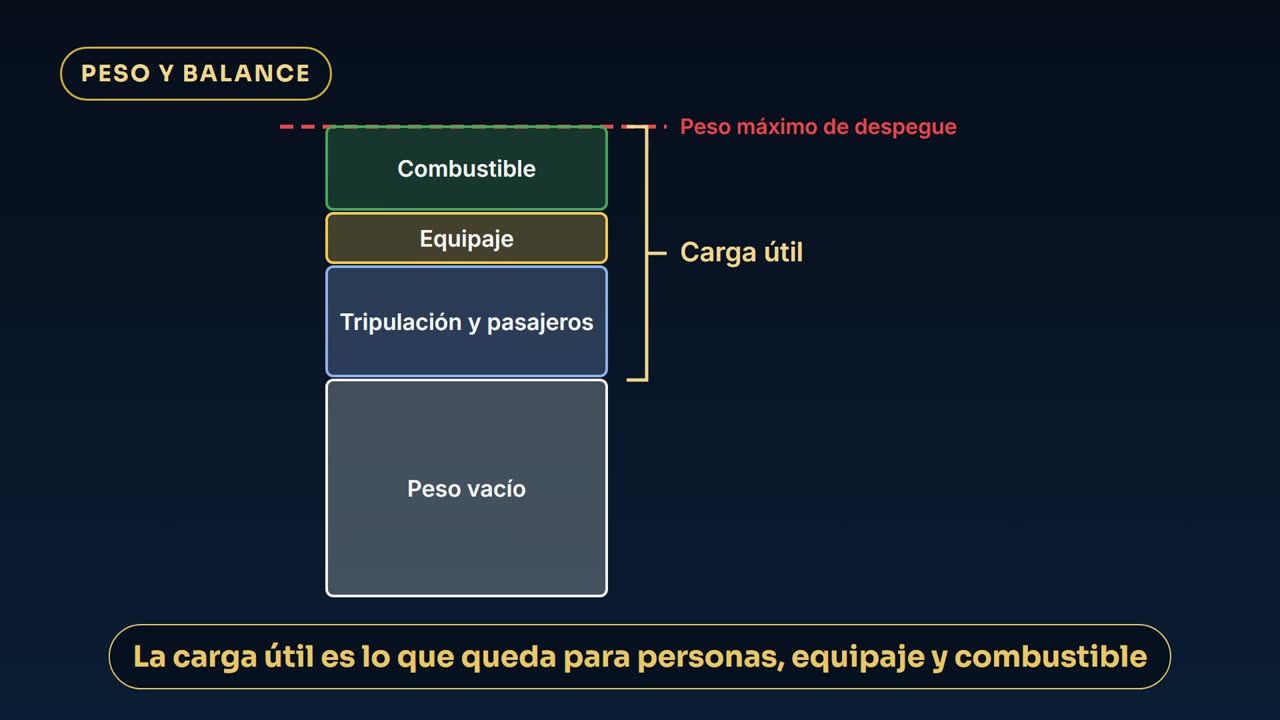 PESO Y BALANCE
Peso máximo de despegue
Combustible
Equipaje
Carga útil
Tripulación y pasajeros
Peso vacío
La carga útil es lo que queda para personas, equipaje y combustible